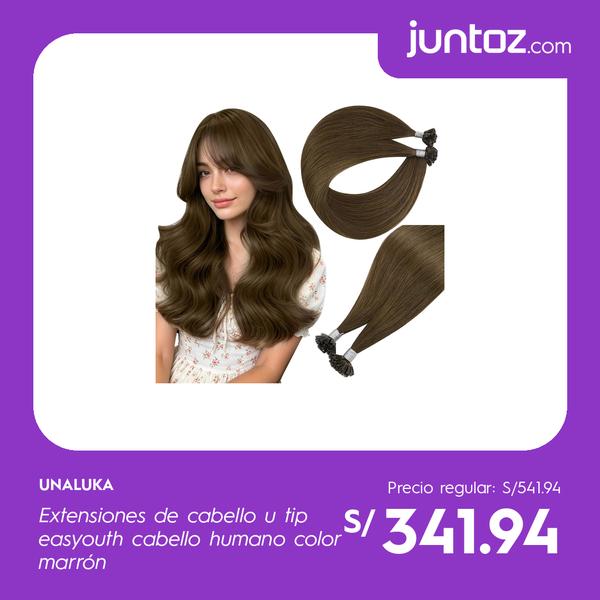 juntoz.com
UNALUKA
Extensiones de cabello u tip
easyouth cabello humano color
marrón
Precio regular: S/541.94
S/ 341.94